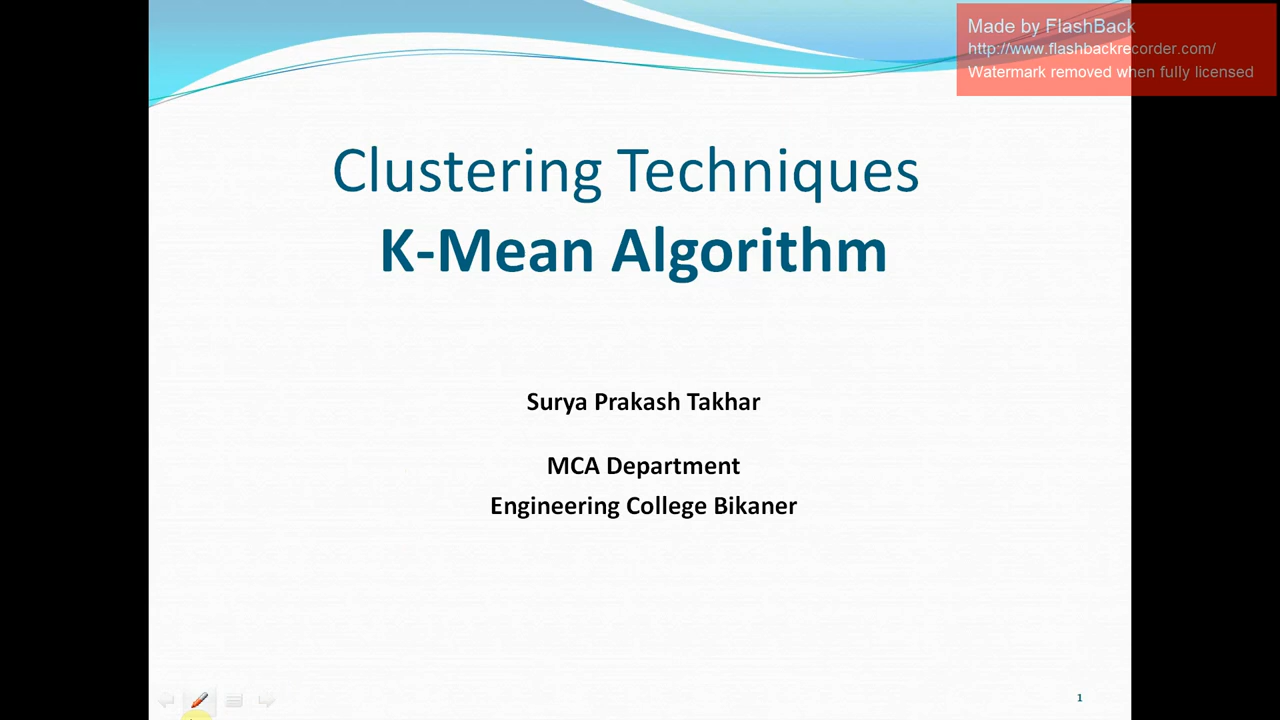 Made by FlashBack
http://www.flashbackrecorder.com/
Watermark removed when fully licensed
Clustering Techniques
K-Mean Algorithm
Surya Prakash Takhar
MCA Department
Engineering College Bikaner
1